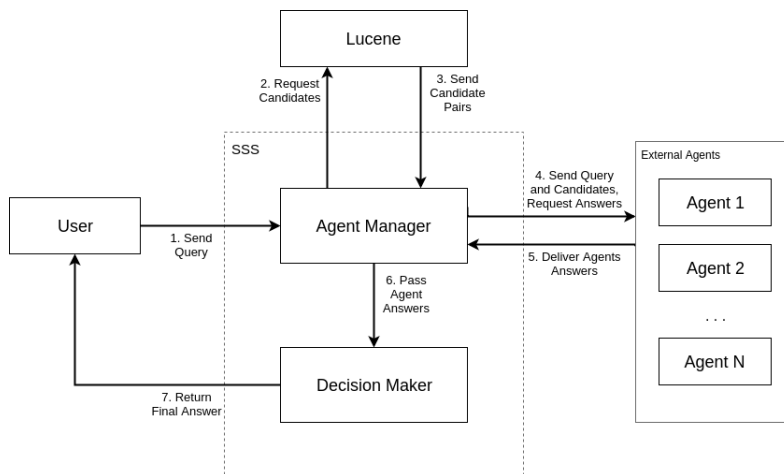 Lucene
2. Request
Candidates
3. Send
Candidate
Pairs
SSS
External Agents
4. Send Query
and Candidates,
Request Answers
Agent 1
User
Agent Manager
1. Send
Query
5. Deliver Agents
Answers
Agent 2
6. Pass
Agent
Answers
. . .
Agent N
Decision Maker
7. Return
Final Answer